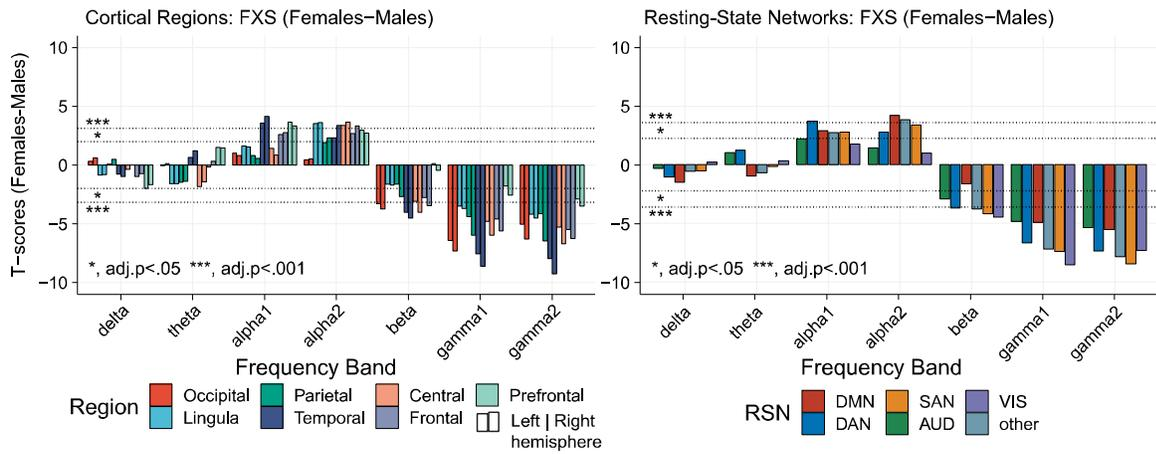 Cortical Regions: FXS (Females−Males)
T−scores (Females-Males)
10
5
0
−5
−10
***
*
*
***
*, adj.p<.05 ***, adj.p<.001
delta theta alpha1 alpha2 beta gamma1 gamma2
Frequency Band
Region
Occipital Parietal Central Prefrontal
Lingula Temporal Frontal Left | Right
hemisphere
Resting-State Networks: FXS (Females−Males)
10
5
0
−5
−10
***
*
*
***
*, adj.p<.05 ***, adj.p<.001
delta theta alpha1 alpha2 beta gamma1 gamma2
Frequency Band
RSN
DMN SAN VIS
DAN AUD other